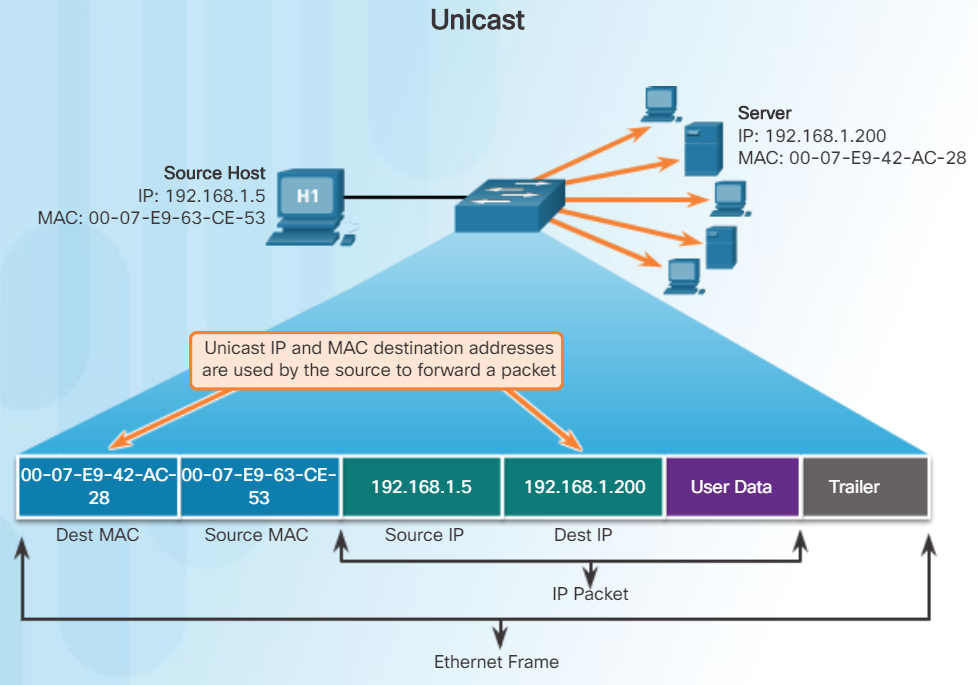 Unicast
Server
IP: 192.168.1.200
MAC: 00-07-E9-42-AC-28
Source Host
IP: 192.168.1.5
MAC: 00-07-E9-63-CE-53
H1
Unicast IP and MAC destination addresses
are used by the source to forward a packet
00-07-E9-42-AC-
28
00-07-E9-63-CE-
53
192.168.1.5
192.168.1.200
User Data
Trailer
Dest MAC
Source MAC
Source IP
Dest IP
IP Packet
Ethernet Frame